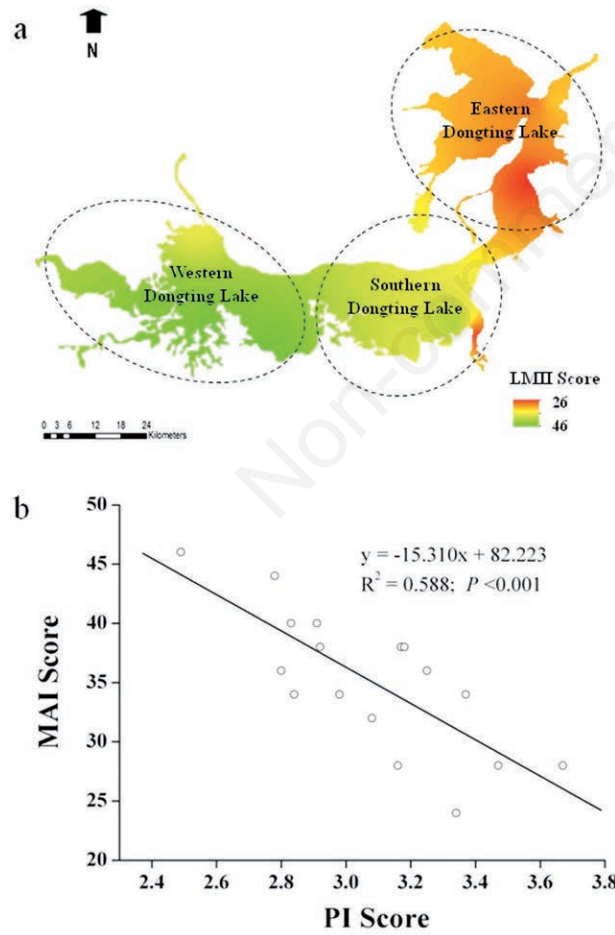 a
N
Eastern
Dongting Lake
Western
Dongting Lake
Southern
Dongting Lake
LMII Score
26
46
0 3 6 12 18 24
Kilometers
Non-commer
b
y = -15.310x + 82.223
R² = 0.588; P <0.001
50
45
40
35
30
25
20
MAI Score
2.4 2.6 2.8 3.0 3.2 3.4 3.6 3.8
PI Score